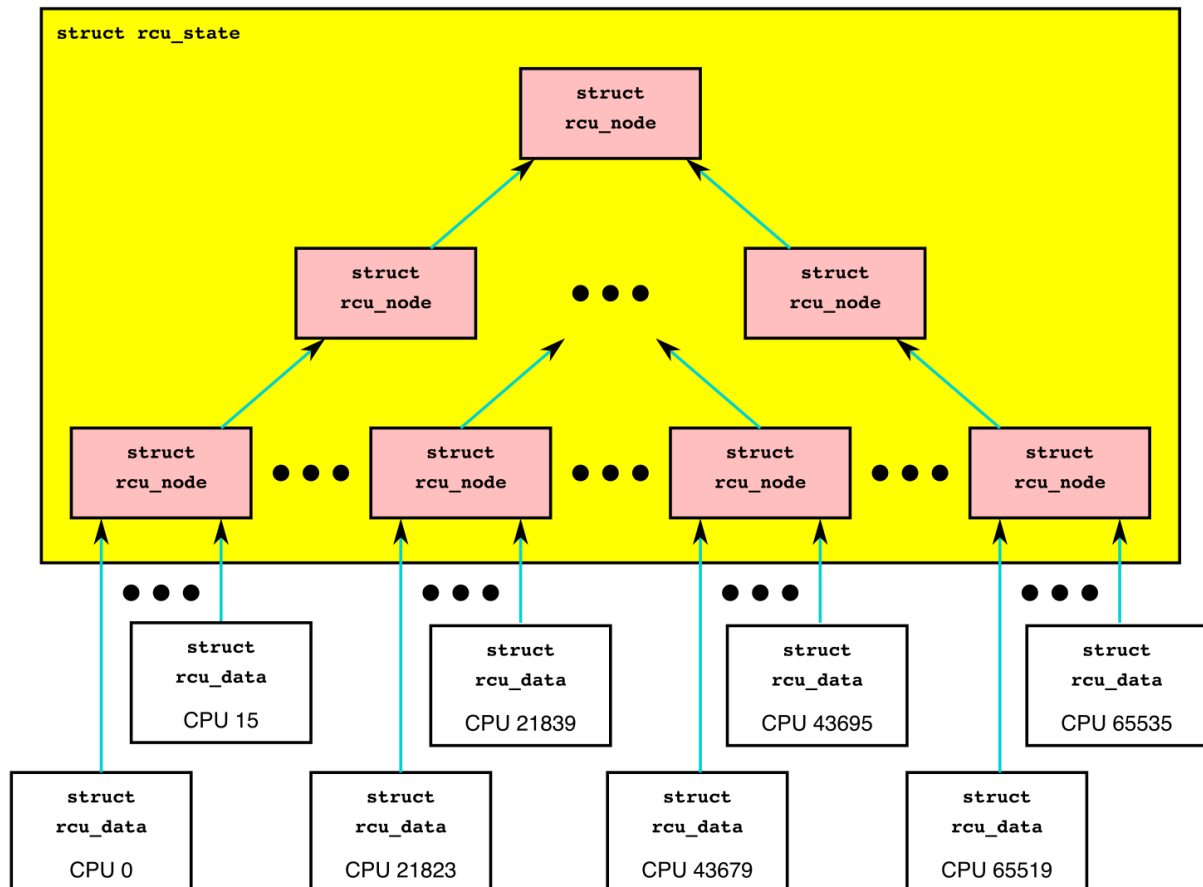 struct rcu_state
struct
rcu_node
struct
rcu_node
struct
rcu_node
struct
rcu_node
struct
rcu_node
struct
rcu_node
struct
rcu_node
struct
rcu_data
CPU 15
struct
rcu_data
CPU 21839
struct
rcu_data
CPU 43695
struct
rcu_data
CPU 65535
struct
rcu_data
CPU 0
struct
rcu_data
CPU 21823
struct
rcu_data
CPU 43679
struct
rcu_data
CPU 65519